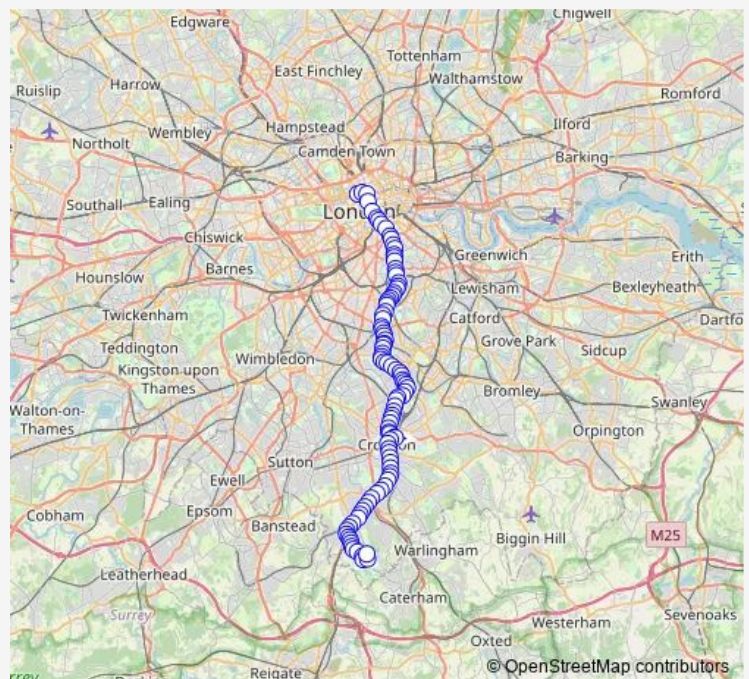 Edgware
Chigwell
Tottenham
East Finchley
Walthamstow
Harrow
Ruislip
Romford
Hampstead
Ilford
Wembley
Northolt
Camden Town
Barking
Southall
Ealing
London
Chiswick
Greenwich
Barnes
Erith
Hounslow
Lewisham
Bexleyheath
Twickenham
Catford
Dartfo
Teddington
Grove Park
Sidcup
Wimbledon
Kingston upon
Thames
Bromley
Swanley
Walton-on-
Thames
Orpington
Croydon
Sutton
Ewell
Epsom
Cobham
Banstead
M25
Biggin Hill
Warlingham
Leatherhead
Caterham
Surrey
Sevenoaks
Westerham
Oxted
© OpenStreetMap contributors
Reigate